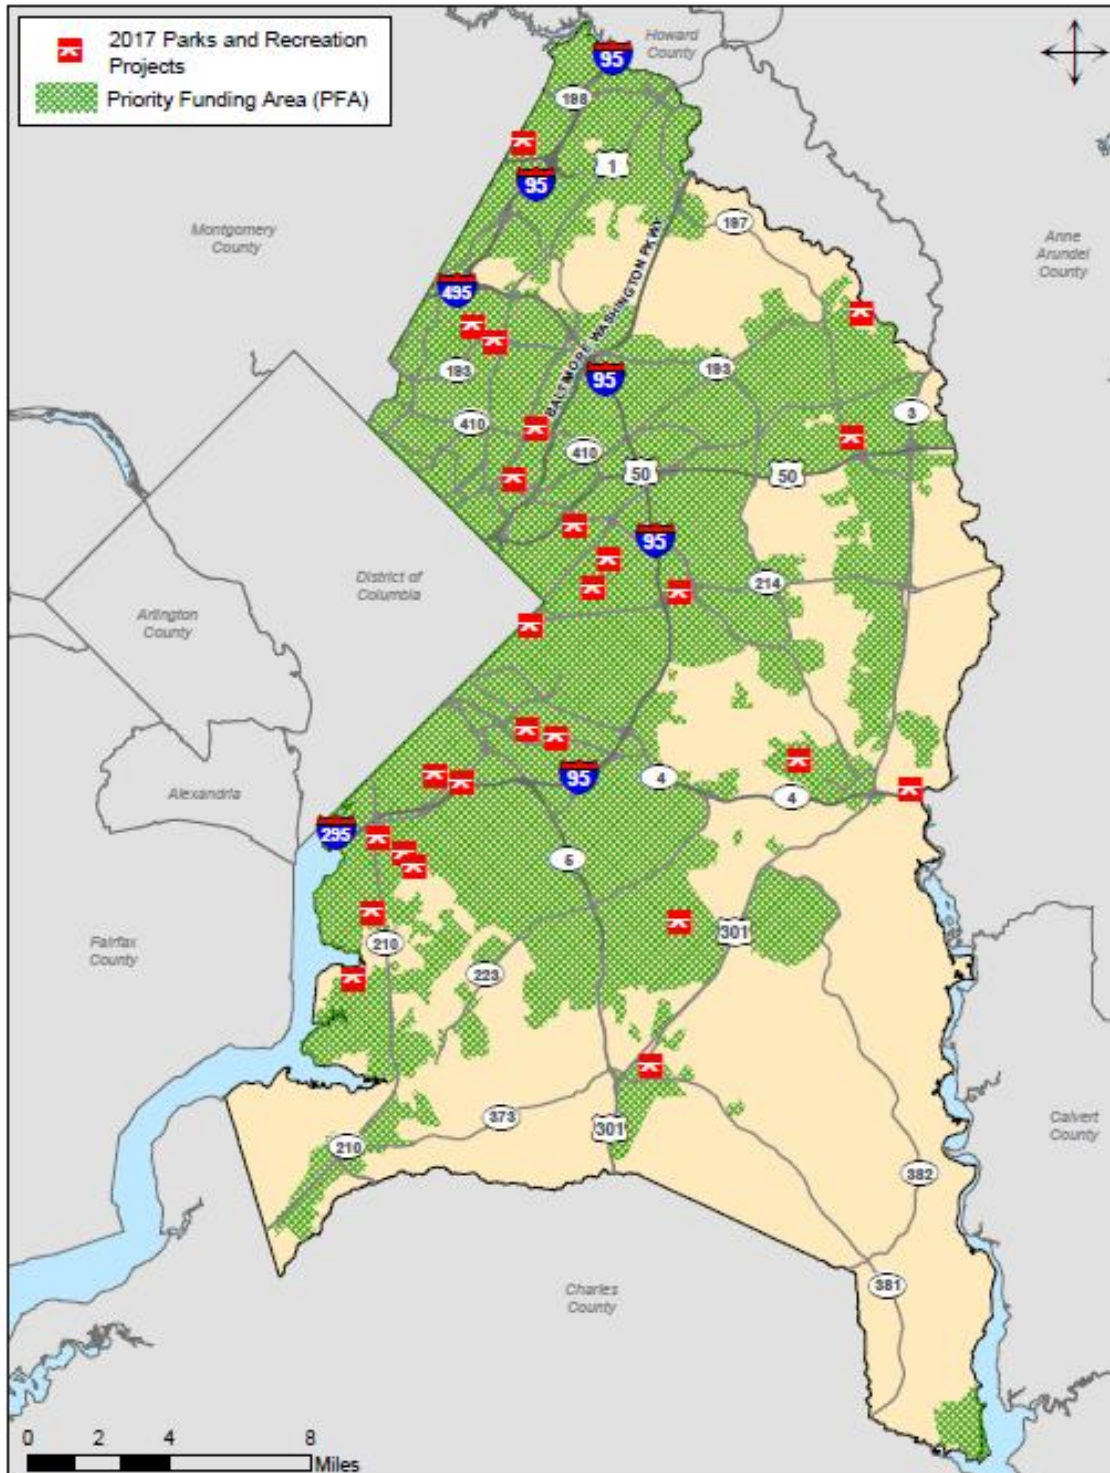 2017 Parks and Recreation
Projects
Priority Funding Area (PFA)
Howard
County
95
198
1
95
Montgomery
County
197
Anne
Arundel
County
495
BALTIMORE WASHINGTON PKWY
193
95
193
3
410
410
50
50
95
District of
Columbia
214
Arlington
County
95
4
4
Alexandria
295
5
301
210
Fairfax
County
223
373
301
Calvert
County
210
382
381
Charles
County
0 2 4 8
Miles